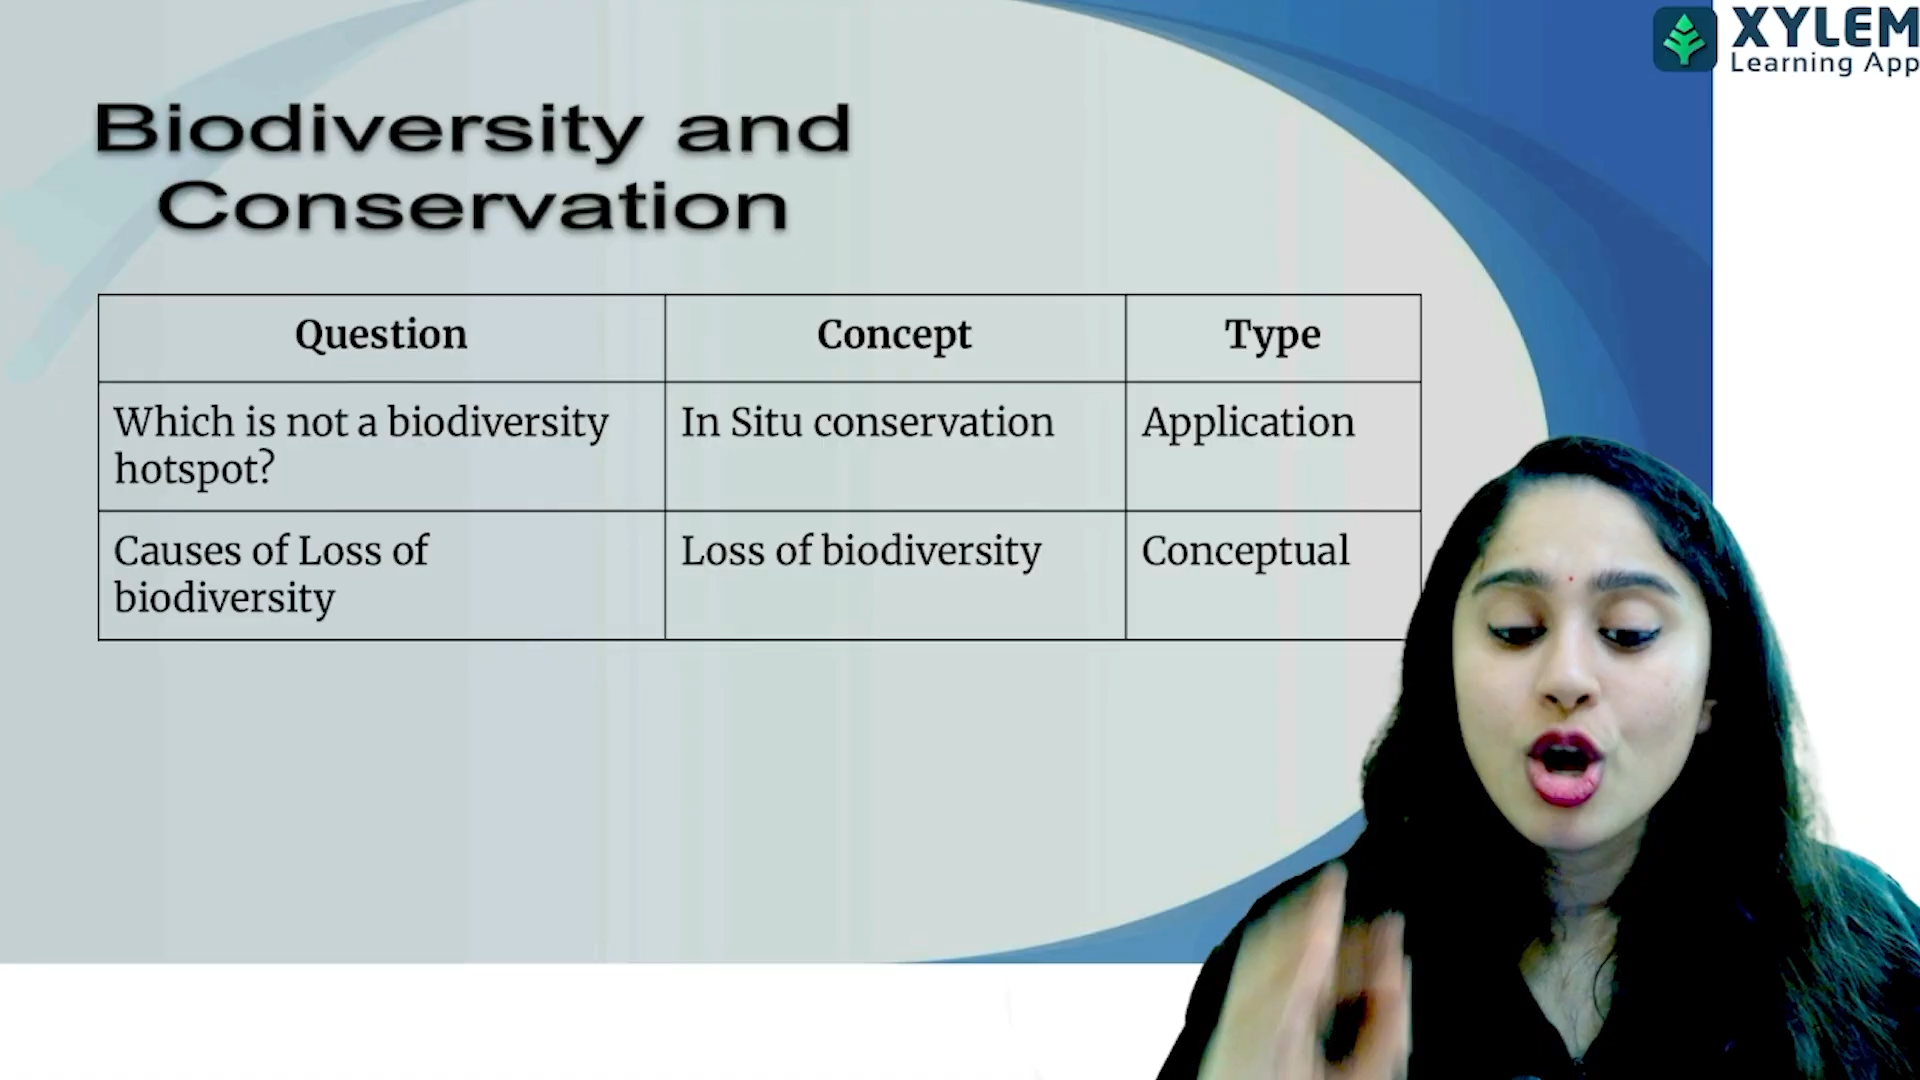 XYLEM
Learning App
Biodiversity and
Conservation
Question
Concept
Type
Which is not a biodiversity
hotspot?
In Situ conservation
Application
Causes of Loss of
biodiversity
Loss of biodiversity
Conceptual